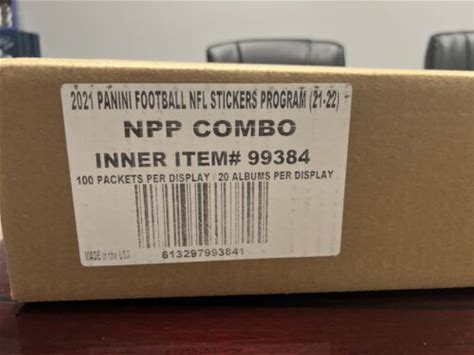 2021 PANINI FOOTBALL NFL STICKERS PROGRAM (21-22)
NPP COMBO
INNER ITEM# 99384
100 PACKETS PER DISPLAY / 20 ALBUMS PER DISPLAY
MADE in the USA
613297993841